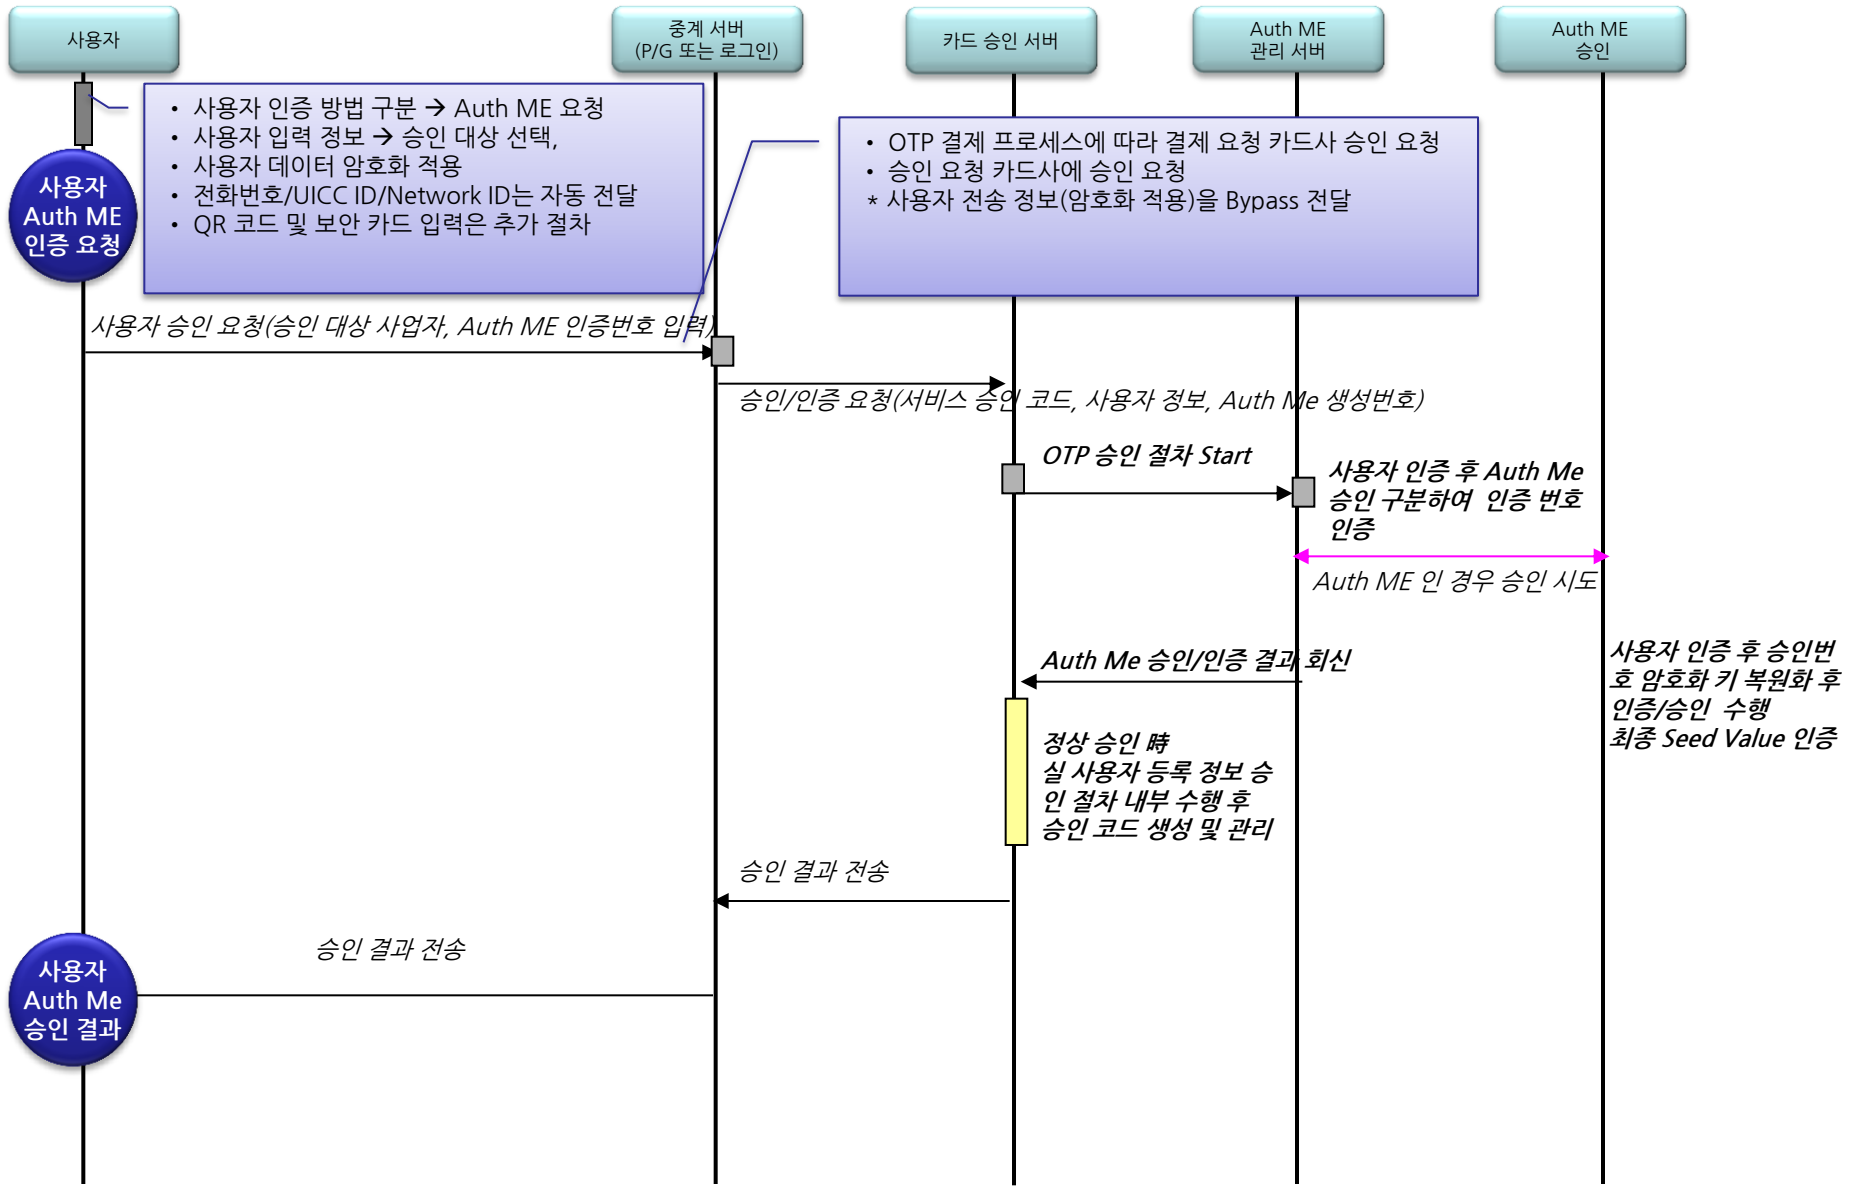 사용자
중계 서버
(P/G 또는 로그인)
카드 승인 서버
Auth ME
관리 서버
Auth ME
승인
• 사용자 인증 방법 구분 → Auth ME 요청
• 사용자 입력 정보 → 승인 대상 선택,
• 사용자 데이터 암호화 적용
• 전화번호/UICC ID/Network ID는 자동 전달
• QR 코드 및 보안 카드 입력은 추가 절차
• OTP 결제 프로세스에 따라 결제 요청 카드사 승인 요청
• 승인 요청 카드사에 승인 요청
* 사용자 전송 정보(암호화 적용)을 Bypass 전달
사용자
Auth ME
인증 요청
사용자 승인 요청(승인 대상 사업자, Auth ME 인증번호 입력)
승인/인증 요청(서비스 승인 코드, 사용자 정보, Auth Me 생성번호)
OTP 승인 절차 Start
사용자 인증 후 Auth Me
승인 구분하여 인증 번호
인증
Auth ME 인 경우 승인 시도
Auth Me 승인/인증 결과 회신
사용자 인증 후 승인번
호 암호화 키 복원화 후
인증/승인 수행
최종 Seed Value 인증
정상 승인 時
실 사용자 등록 정보 승
인 절차 내부 수행 후
승인 코드 생성 및 관리
승인 결과 전송
승인 결과 전송
사용자
Auth Me
승인 결과